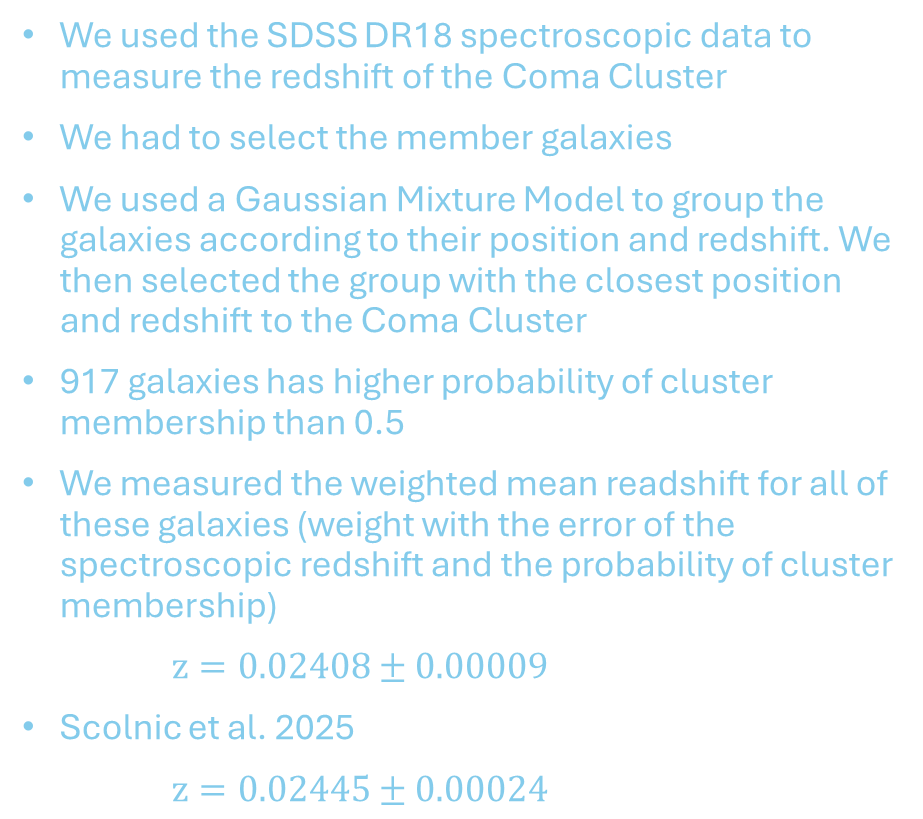 • We used the SDSS DR18 spectroscopic data to
measure the redshift of the Coma Cluster
• We had to select the member galaxies
• We used a Gaussian Mixture Model to group the
galaxies according to their position and redshift. We
then selected the group with the closest position
and redshift to the Coma Cluster
• 917 galaxies has higher probability of cluster
membership than 0.5
• We measured the weighted mean readshift for all of
these galaxies (weight with the error of the
spectroscopic redshift and the probability of cluster
membership)
z = 0.02408 ± 0.00009
• Scolnic et al. 2025
z = 0.02445 ± 0.00024